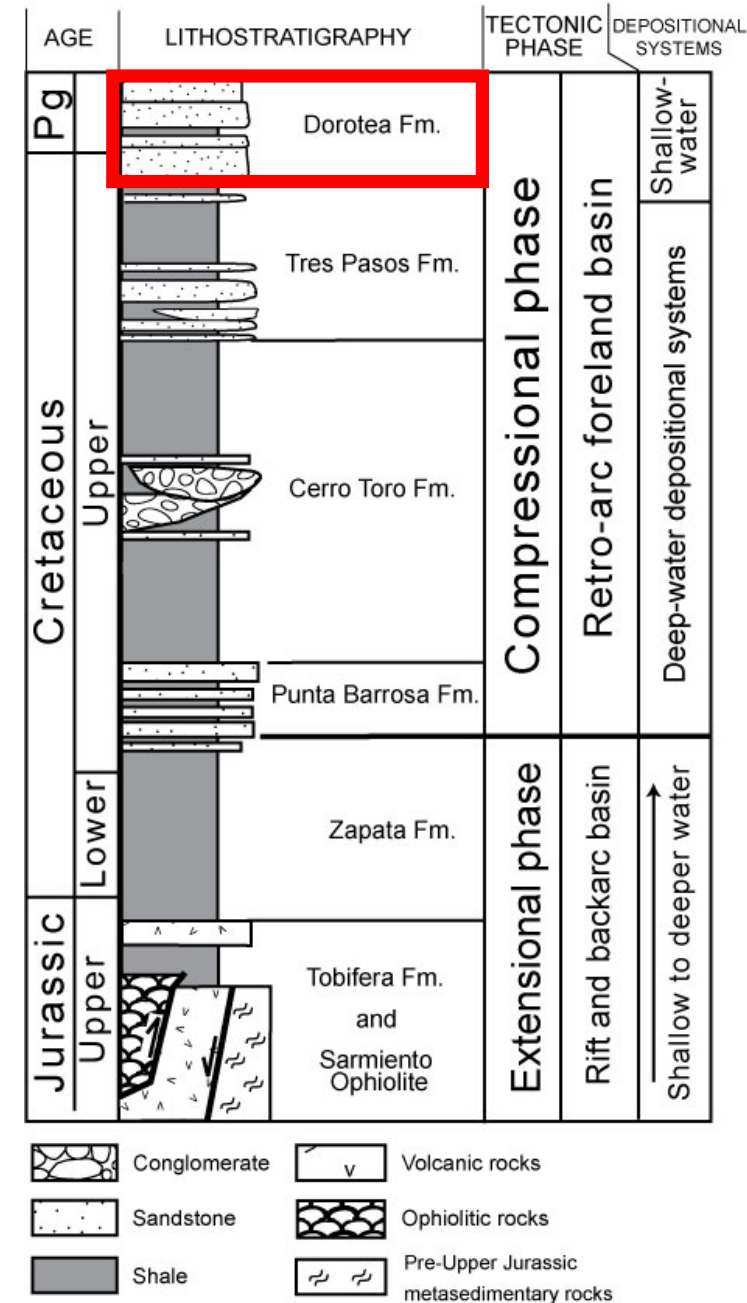 AGE
LITHOSTRATIGRAPHY
TECTONIC
PHASE
DEPOSITIONAL
SYSTEMS
Pg
Cretaceous
Upper
Lower
Jurassic
Upper
Dorotea Fm.
Tres Pasos Fm.
Cerro Toro Fm.
Punta Barrosa Fm.
Zapata Fm.
Tobifera Fm.
and
Sarmiento
Ophiolite
Compressional phase
Extensional phase
Retro-arc foreland basin
Rift and backarc basin
Shallow-
water
Deep-water depositional systems
Shallow to deeper water
Conglomerate
Volcanic rocks
Sandstone
Ophiolitic rocks
Shale
Pre-Upper Jurassic
metasedimentary rocks